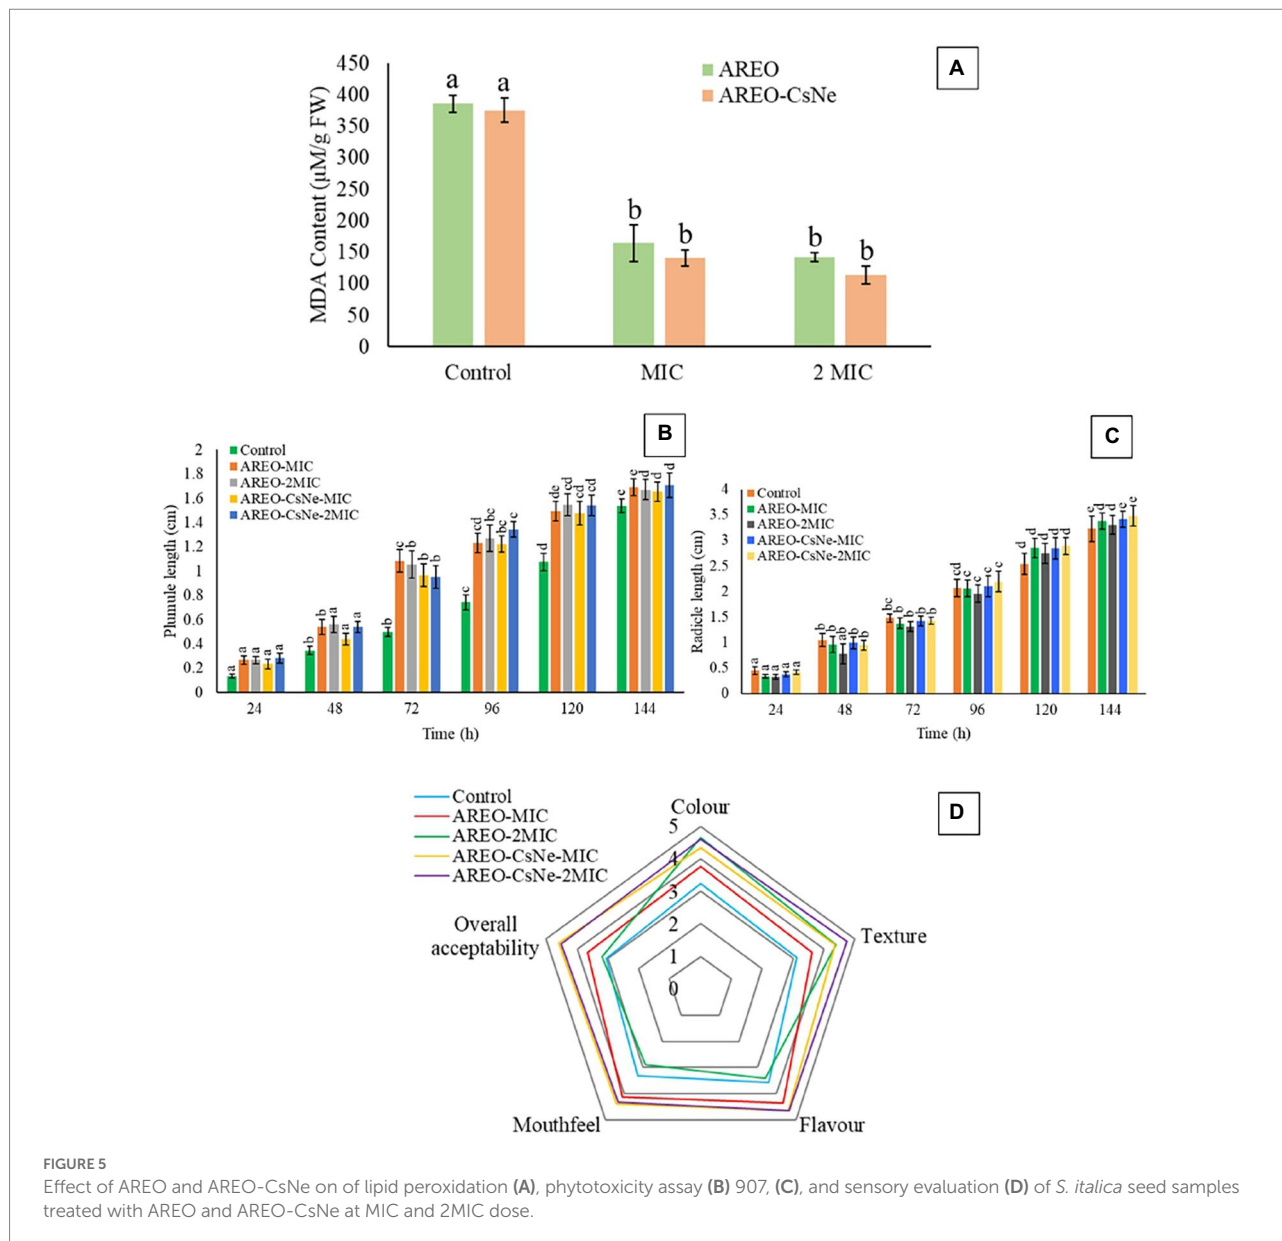 A
AREO
AREO-CsNe
MDA Content (µM/g FW)
450
400
350
300
250
200
150
100
50
0
a a
b b
b b
Control MIC 2 MIC
B
Control
AREO-MIC
AREO-2MIC
AREO-CsNe-MIC
AREO-CsNe-2MIC
Plumule length (cm)
2
1.8
1.6
1.4
1.2
1
0.8
0.6
0.4
0.2
0
24 48 72 96 120 144
Time (h)
C
Control
AREO-MIC
AREO-2MIC
AREO-CsNe-MIC
AREO-CsNe-2MIC
Radicle length (cm)
4
3.5
3
2.5
2
1.5
1
0.5
0
24 48 72 96 120 144
Time (h)
D
Control
AREO-MIC
AREO-2MIC
AREO-CsNe-MIC
AREO-CsNe-2MIC
Colour
5
4
3
2
1
0
Texture
Flavour
Mouthfeel
Overall
acceptability
FIGURE 5
Effect of AREO and AREO-CsNe on of lipid peroxidation (A), phytotoxicity assay (B) 907, (C), and sensory evaluation (D) of S. italica seed samples
treated with AREO and AREO-CsNe at MIC and 2MIC dose.